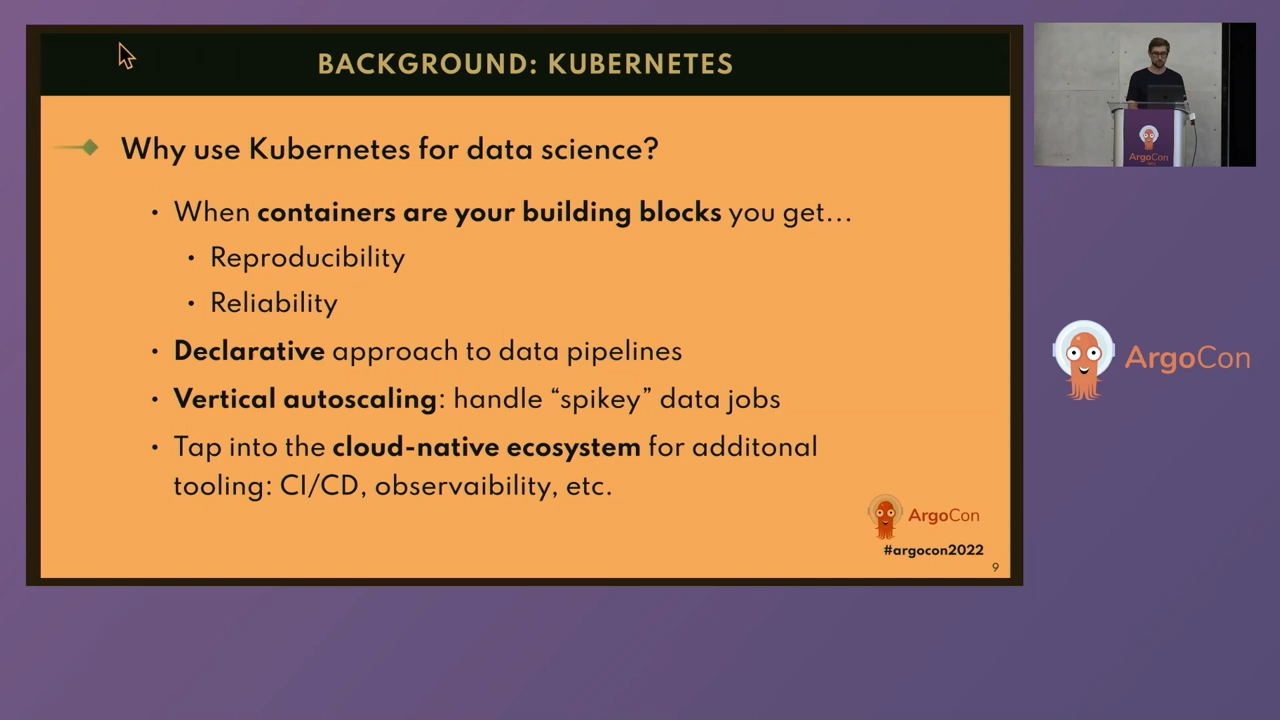 BACKGROUND: KUBERNETES
Why use Kubernetes for data science?
• When containers are your building blocks you get...
• Reproducibility
• Reliability
• Declarative approach to data pipelines
• Vertical autoscaling: handle “spikey” data jobs
• Tap into the cloud-native ecosystem for additonal
tooling: CI/CD, observaibility, etc.
ArgoCon
#argocon2022
9
ArgoCon
ArgoCon